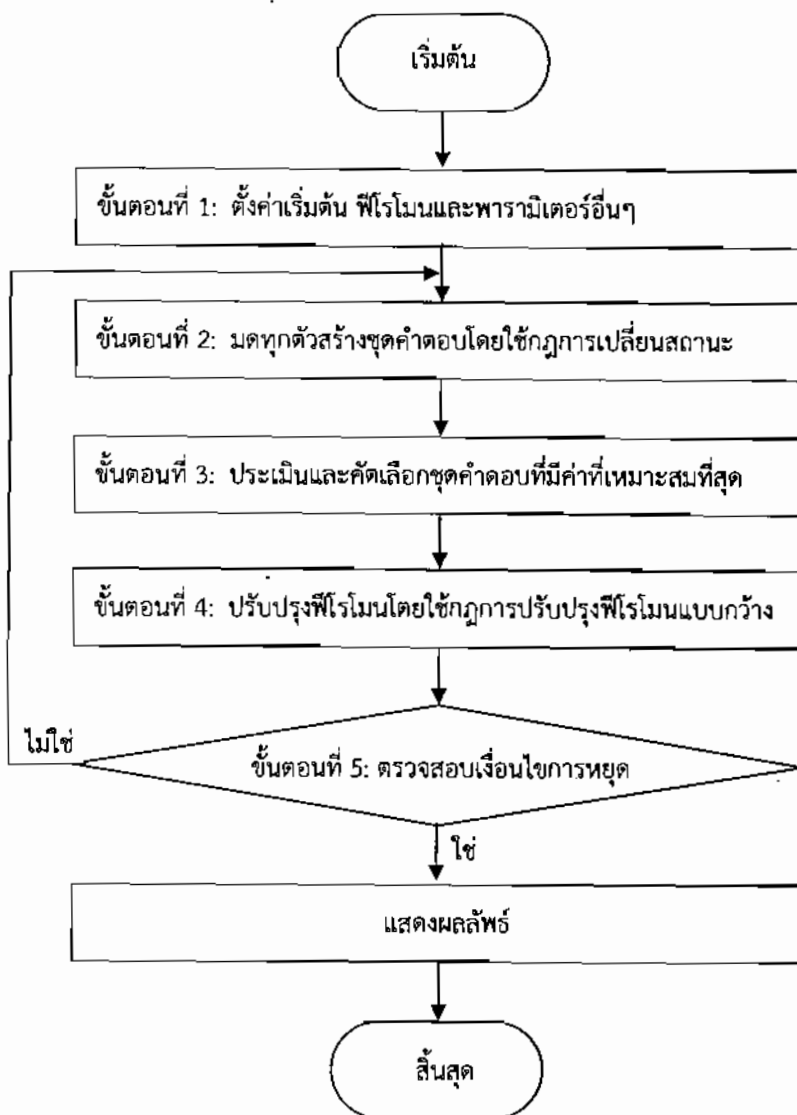 เริ่มต้น
ขั้นตอนที่ 1: ตั้งค่าเริ่มต้น ฟีโรโมนและพารามิเตอร์อื่นๆ
ขั้นตอนที่ 2: มดทุกตัวสร้างชุดคำตอบโดยใช้กฎการเปลี่ยนสถานะ
ขั้นตอนที่ 3: ประเมินและคัดเลือกชุดคำตอบที่มีค่าที่เหมาะสมที่สุด
ขั้นตอนที่ 4: ปรับปรุงฟีโรโมนโดยใช้กฎการปรับปรุงฟีโรโมนแบบกว้าง
ไม่ใช่
ขั้นตอนที่ 5: ตรวจสอบเงื่อนไขการหยุด
ใช่
แสดงผลลัพธ์
สิ้นสุด